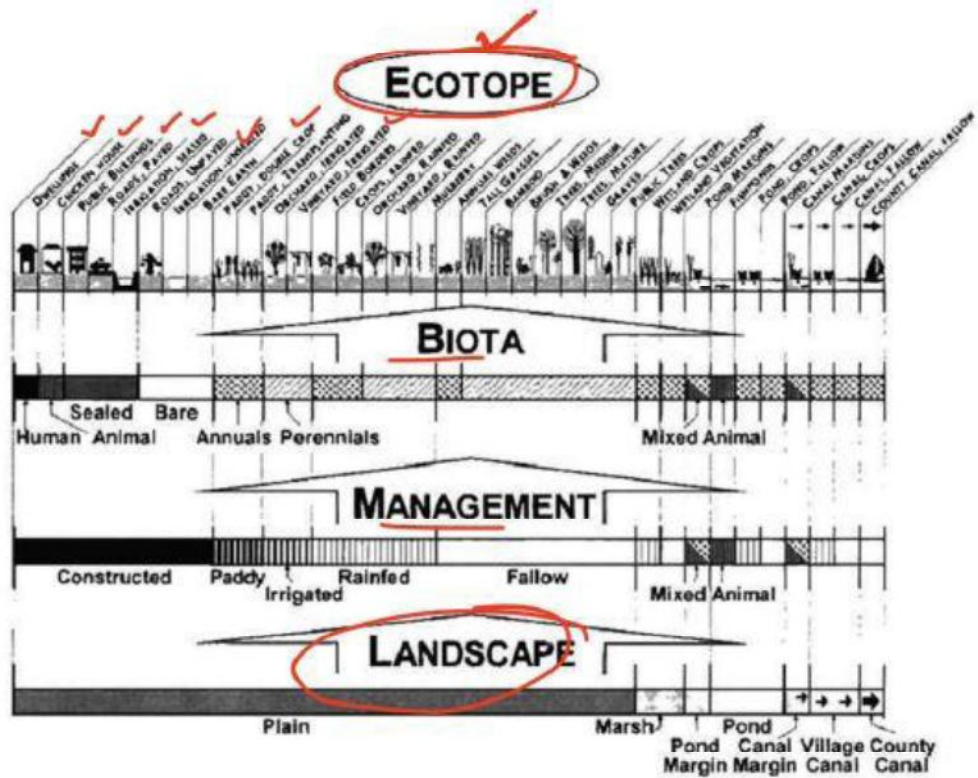 ECOTOPE
DWELLINGS
CHICKEN HOUSE
PUBLIC BUILDINGS
ROADS, PAVED
IRRIGATION, SEALED
ROADS, UNPAVED
IRRIGATION, UNPAVED
BARE EARTH
PADDY, DOUBLE CROP
PADDY, TRANSPLANTING
ORCHARD, IRRIGATED
VINEYARD, IRRIGATED
FIELD BORDERS
CROPS, RAINFED
ORCHARD, RAINFED
VINEYARD, RAINFED
MULBERRY
ANNUAL WEEDS
TALL GRASSES
BAMBOO
BRUSH & WEEDS
TREES, MEDIUM
TREES, MATURE
GRAVES
PUBLIC TREES
WETLAND CROPS
WETLAND VEGETATION
POND MARGINS
FISHPONDS
POND, CROPS
POND, FALLOW
CANAL MARGINS
CANAL, CROPS
CANAL, FALLOW
COUNTY CANAL, FALLOW
BIOTA
Sealed Bare
Human Animal Annuals Perennials Mixed Animal
MANAGEMENT
Constructed Paddy Rainfed Fallow Mixed Animal
Irrigated
LANDSCAPE
Plain Marsh Pond
Pond Canal Village County
Margin Margin Canal Canal